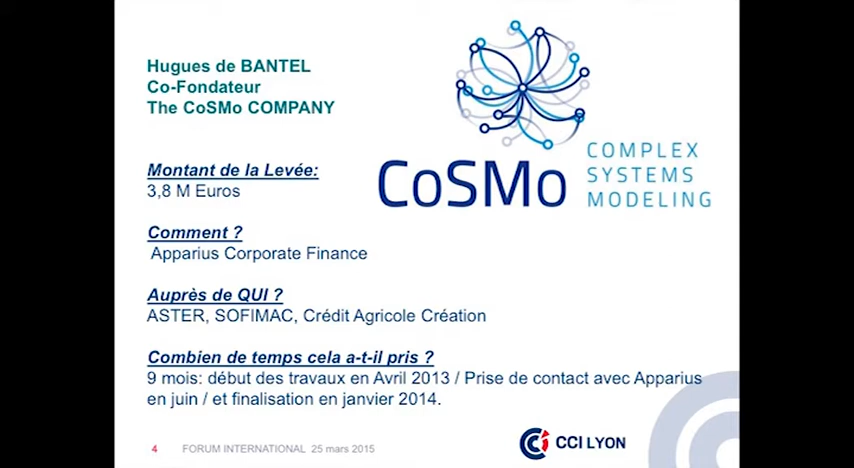 Hugues de BANTEL
Co-Fondateur
The CoSMo COMPANY
CoSMo
COMPLEX
SYSTEMS
MODELING
Montant de la Levée:
3,8 M Euros
Comment ?
Apparius Corporate Finance
Auprès de QUI ?
ASTER, SOFIMAC, Crédit Agricole Création
Combien de temps cela a-t-il pris ?
9 mois: début des travaux en Avril 2013 / Prise de contact avec Apparius
en juin / et finalisation en janvier 2014.
4 FORUM INTERNATIONAL 25 mars 2015
CCI LYON